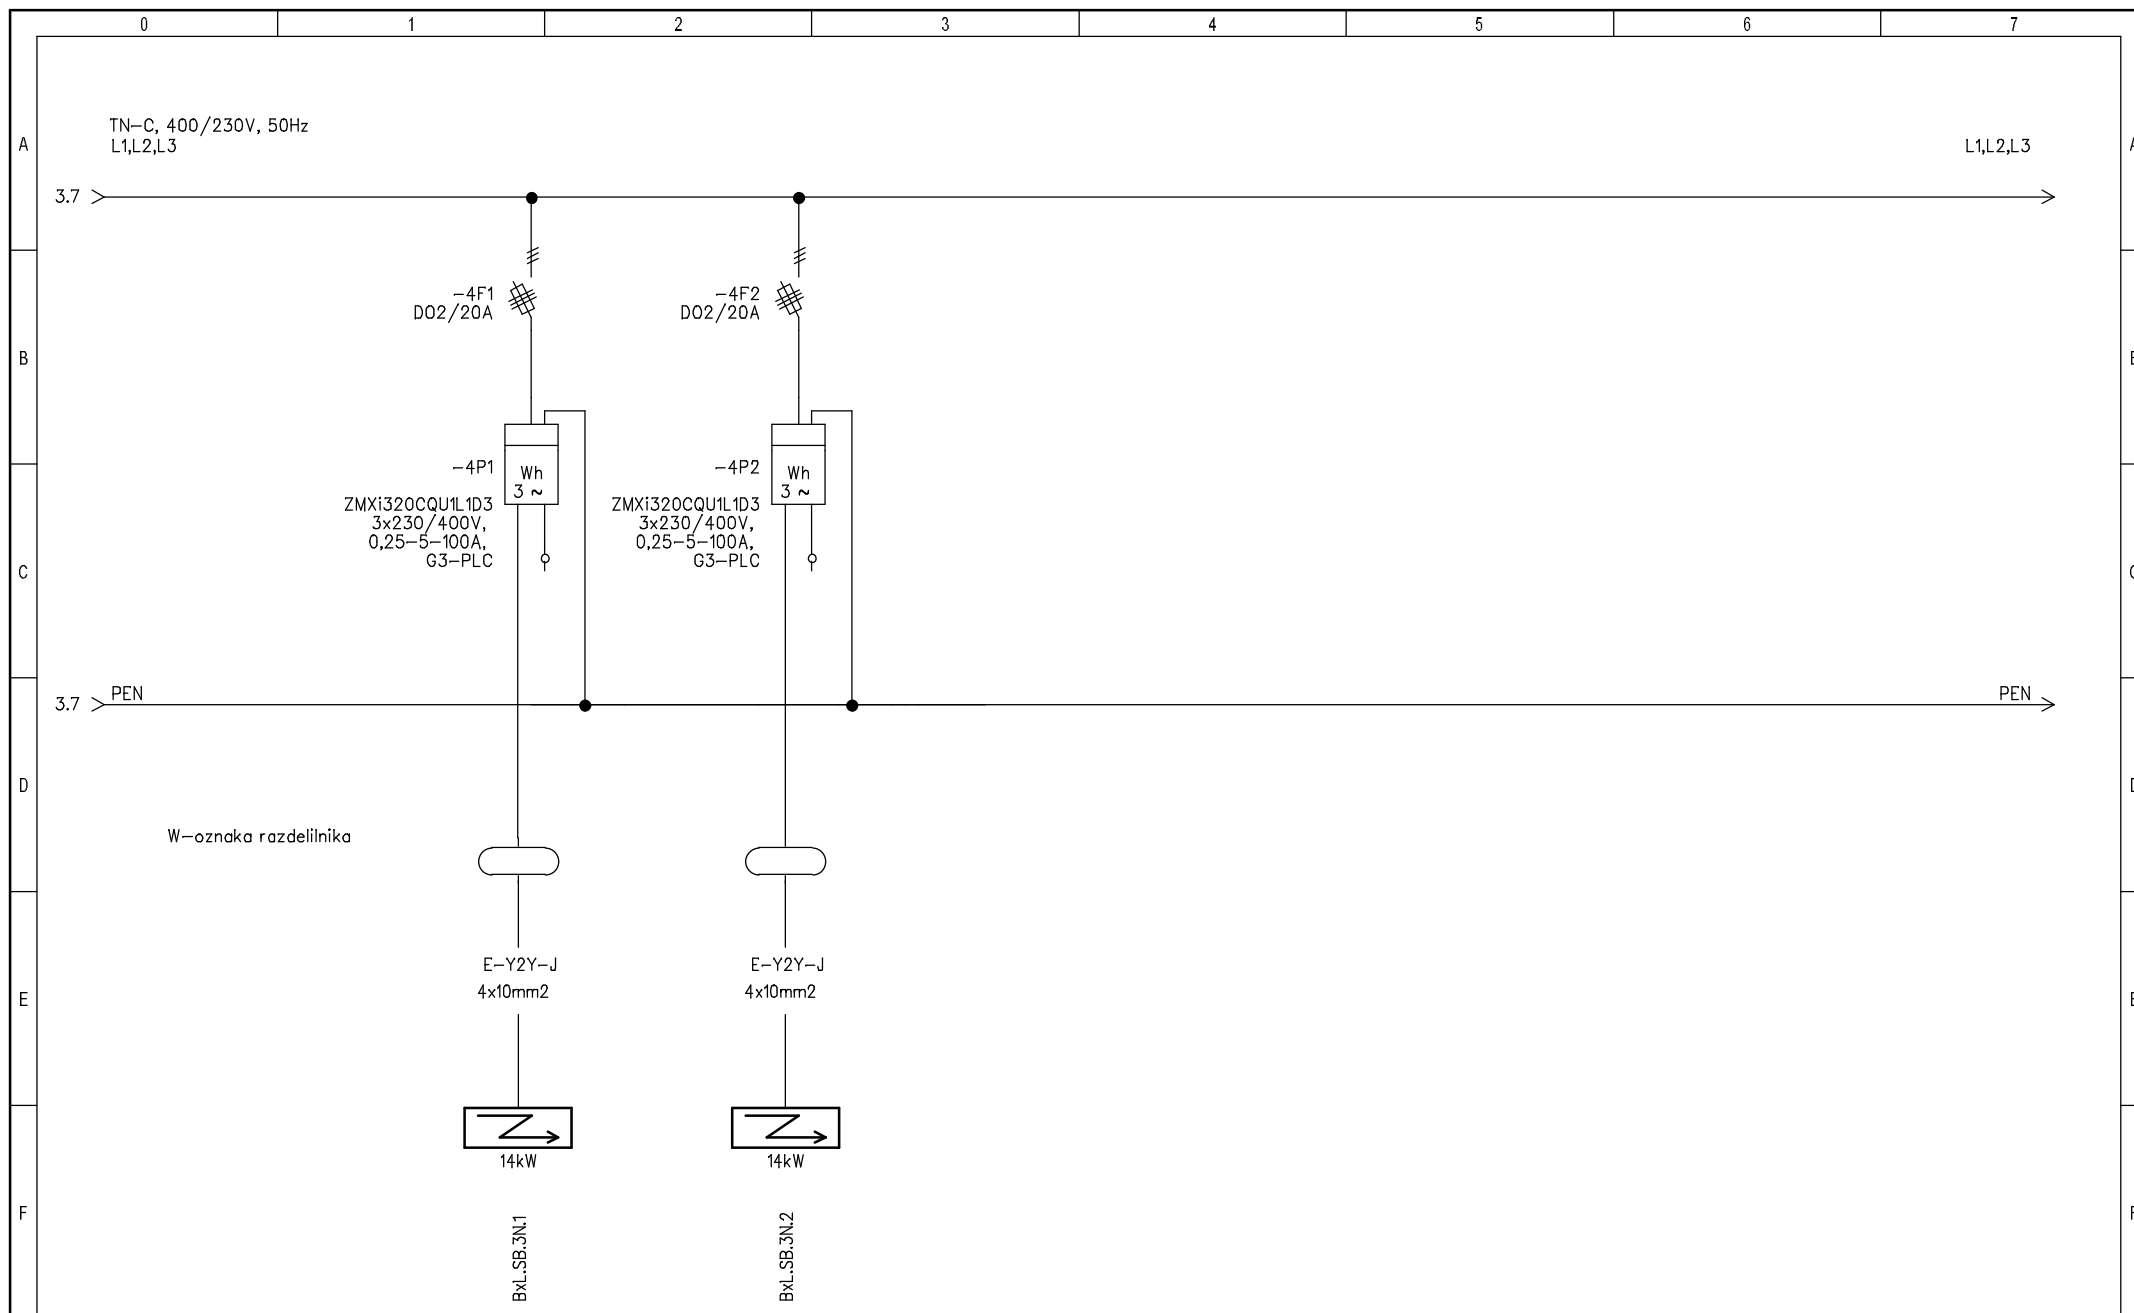 0 1 2 3 4 5 6 7
TN-C, 400/230V, 50Hz
L1,L2,L3
L1,L2,L3
A
3.7
-4F1
DO2/20A
-4F2
DO2/20A
B
-4P1
Wh
3 ~
ZMXi320CQU1L1D3
3x230/400V,
0,25-5-100A,
G3-PLC
-4P2
Wh
3 ~
ZMXi320CQU1L1D3
3x230/400V,
0,25-5-100A,
G3-PLC
C
3.7
PEN
PEN
D
W-oznaka razdelilnika
E-Y2Y-J
4x10mm2
E-Y2Y-J
4x10mm2
E
14kW
14kW
F
BxL.SB.3N.1
BxL.SB.3N.2